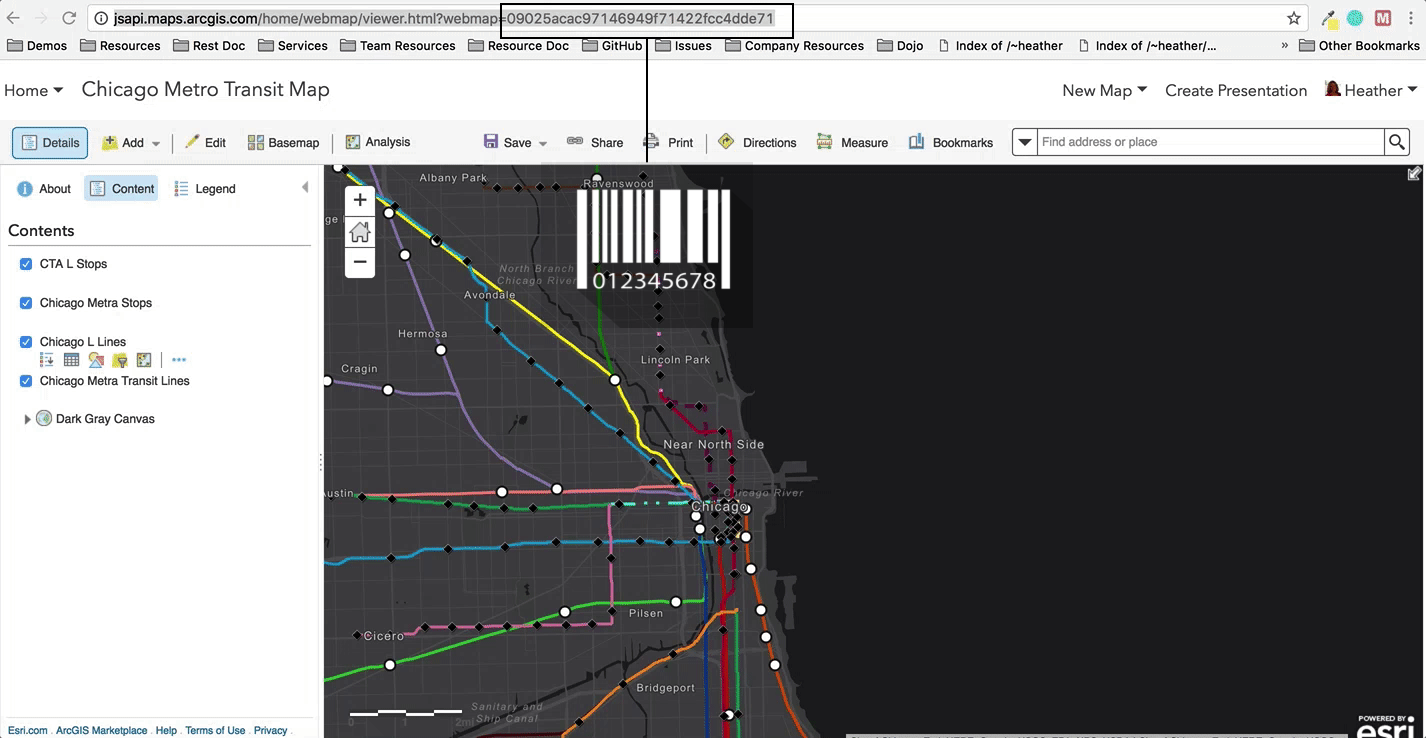 jsapi.maps.arcgis.com/home/webmap/viewer.html?webmap=09025acac97146949f71422fcc4dde71
M
Demos Resources Rest Doc Services Team Resources Resource Doc GitHub Issues Company Resources Dojo Index of /~heather Index of /~heather/... » Other Bookmarks
Home Chicago Metro Transit Map New Map Create Presentation Heather
Details Add Edit Basemap Analysis Save Share Print Directions Measure Bookmarks Find address or place
About Content Legend
Contents
CTA L Stops
Chicago Metra Stops
Chicago L Lines
Chicago Metra Transit Lines
Dark Gray Canvas
Albany Park
Ravenswood
+
−
012345678
North Branch
Chicago River
Avondale
Hermosa
Lincoln Park
Cragin
Near North Side
Austin
Chicago River
Chicago
Pilsen
Cicero
Bridgeport
Sanitary and
Ship Canal
0 1 2mi
Esri.com . ArcGIS Marketplace . Help . Terms of Use . Privacy .
POWERED BY
esri